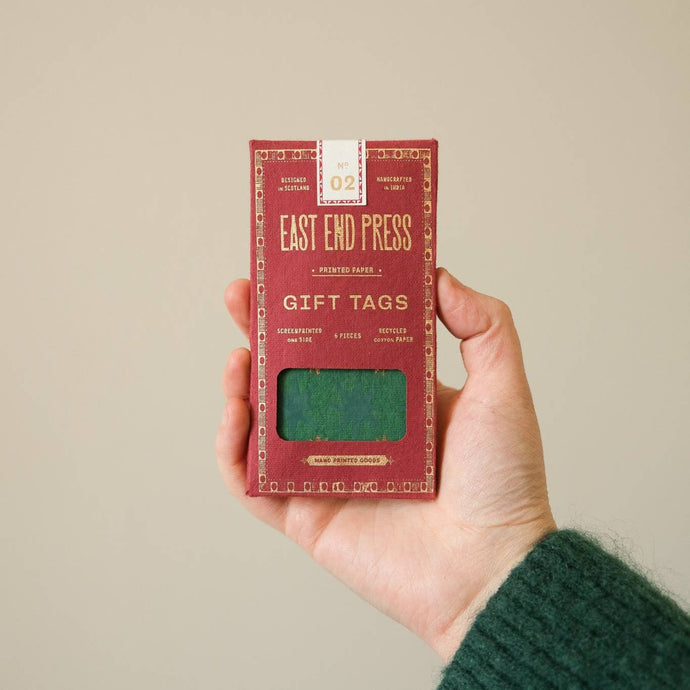 Nº
02
DESIGNED
IN SCOTLAND
HANDCRAFTED
IN INDIA
EAST END PRESS
• PRINTED PAPER •
GIFT TAGS
SCREENPRINTED
ONE SIDE
6 PIECES
RECYCLED
COTTON PAPER
HAND PRINTED GOODS